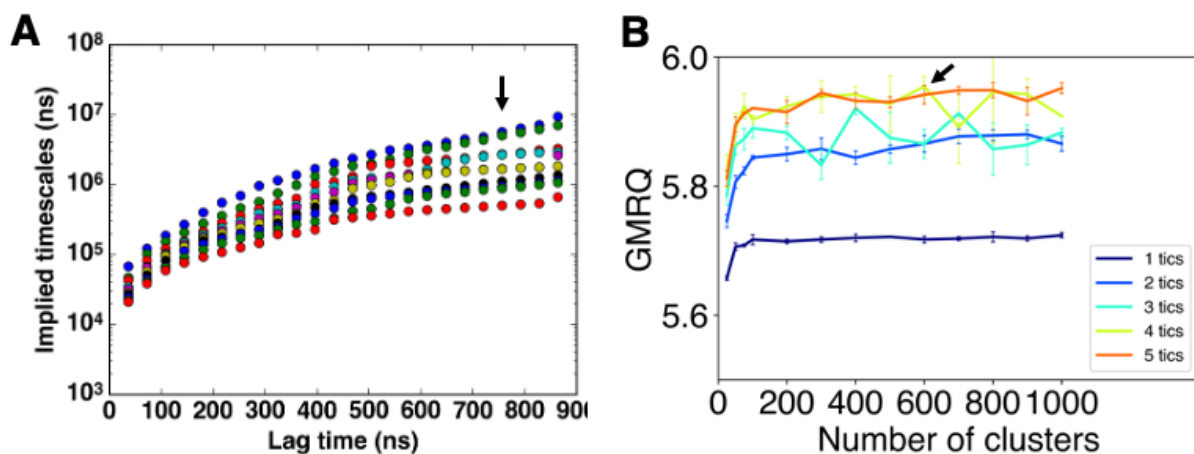 A
Implied timescales (ns)
10^8
10^7
10^6
10^5
10^4
10^3
0 100 200 300 400 500 600 700 800 900
Lag time (ns)
B
GMRQ
6.0
5.8
5.6
1 tics
2 tics
3 tics
4 tics
5 tics
0 200 400 600 800 1000
Number of clusters